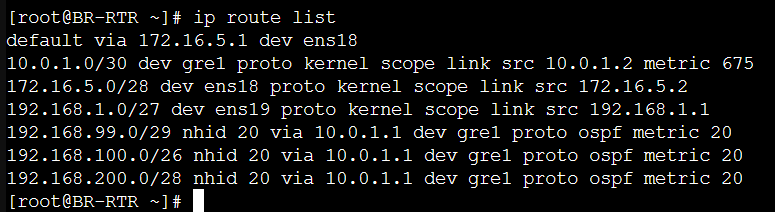 [root@BR-RTR ~]# ip route list
default via 172.16.5.1 dev ens18
10.0.1.0/30 dev gre1 proto kernel scope link src 10.0.1.2 metric 675
172.16.5.0/28 dev ens18 proto kernel scope link src 172.16.5.2
192.168.1.0/27 dev ens19 proto kernel scope link src 192.168.1.1
192.168.99.0/29 nhid 20 via 10.0.1.1 dev gre1 proto ospf metric 20
192.168.100.0/26 nhid 20 via 10.0.1.1 dev gre1 proto ospf metric 20
192.168.200.0/28 nhid 20 via 10.0.1.1 dev gre1 proto ospf metric 20
[root@BR-RTR ~]#